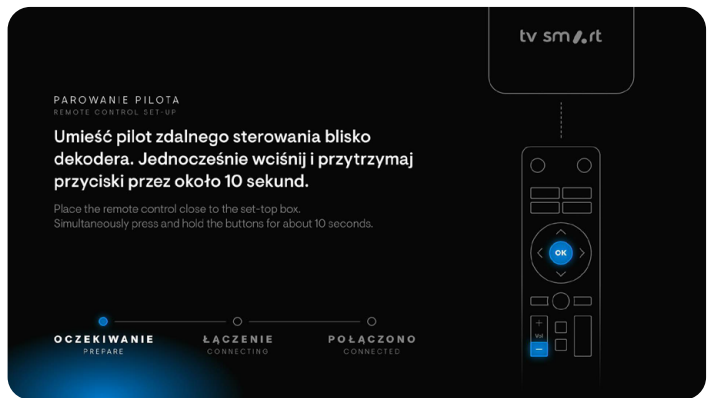 tv smart
PAROWANIE PILOTA
REMOTE CONTROL SET-UP
Umieść pilot zdalnego sterowania blisko
dekodera. Jednocześnie wciśnij i przytrzymaj
przyciski przez około 10 sekund.
Place the remote control close to the set-top box.
Simultaneously press and hold the buttons for about 10 seconds.
OK
+
Vol
−
OCZEKIWANIE
PREPARE
ŁĄCZENIE
CONNECTING
POŁĄCZONO
CONNECTED